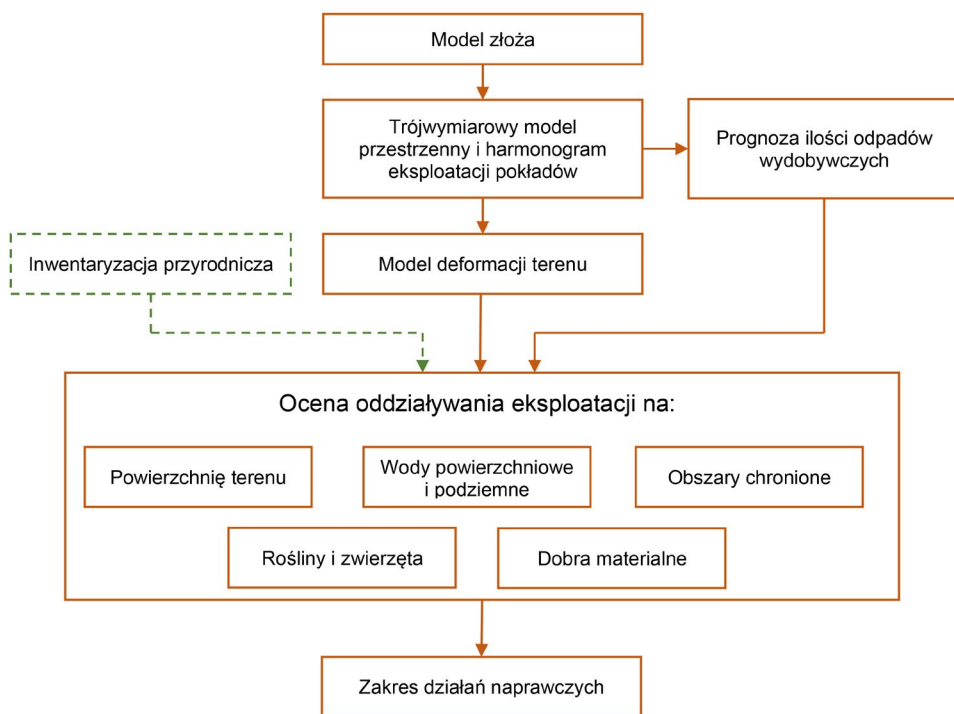 Model złoża
Trójwymiarowy model
przestrzenny i harmonogram
eksploatacji pokładów
Prognoza ilości odpadów
wydobywczych
Inwentaryzacja przyrodnicza
Model deformacji terenu
Ocena oddziaływania eksploatacji na:
Powierzchnię terenu
Wody powierzchniowe
i podziemne
Obszary chronione
Rośliny i zwierzęta
Dobra materialne
Zakres działań naprawczych